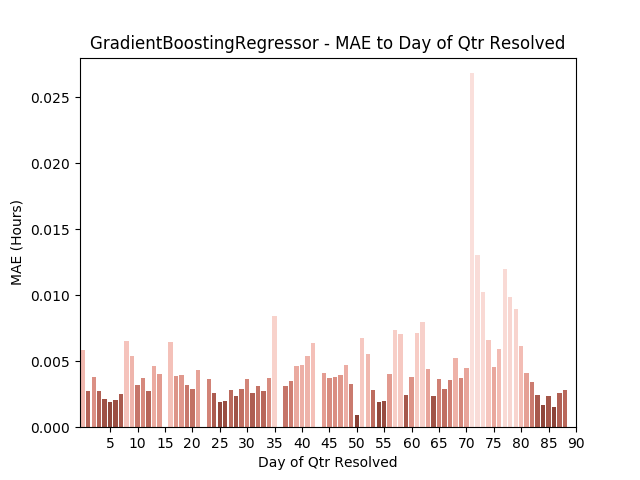 GradientBoostingRegressor - MAE to Day of Qtr Resolved
0.025
0.020
0.015
0.010
0.005
0.000
MAE (Hours)
5 10 15 20 25 30 35 40 45 50 55 60 65 70 75 80 85 90
Day of Qtr Resolved